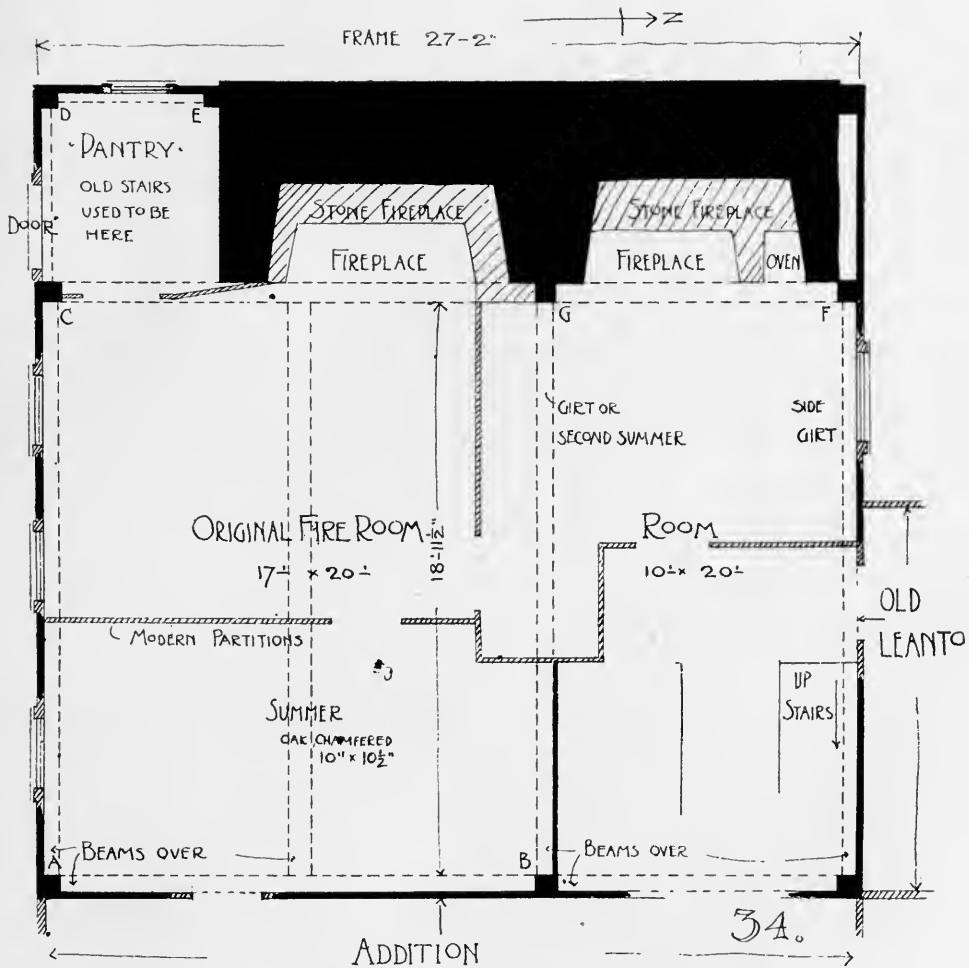 N
FRAME 27-2"
D
E
·PANTRY·
OLD STAIRS
USED TO BE
HERE
DOOR
STONE FIREPLACE
STONE FIREPLACE
FIREPLACE
FIREPLACE
OVEN
C
G
F
GIRT OR
SECOND SUMMER
SIDE
GIRT
ORIGINAL FIRE ROOM
17± × 20±
18-11½"
ROOM
10± × 20±
OLD
LEANTO
MODERN PARTITIONS
UP
STAIRS
SUMMER
OAK CHAMFERED
10" × 10½"
A
BEAMS OVER
B
BEAMS OVER
34.
ADDITION